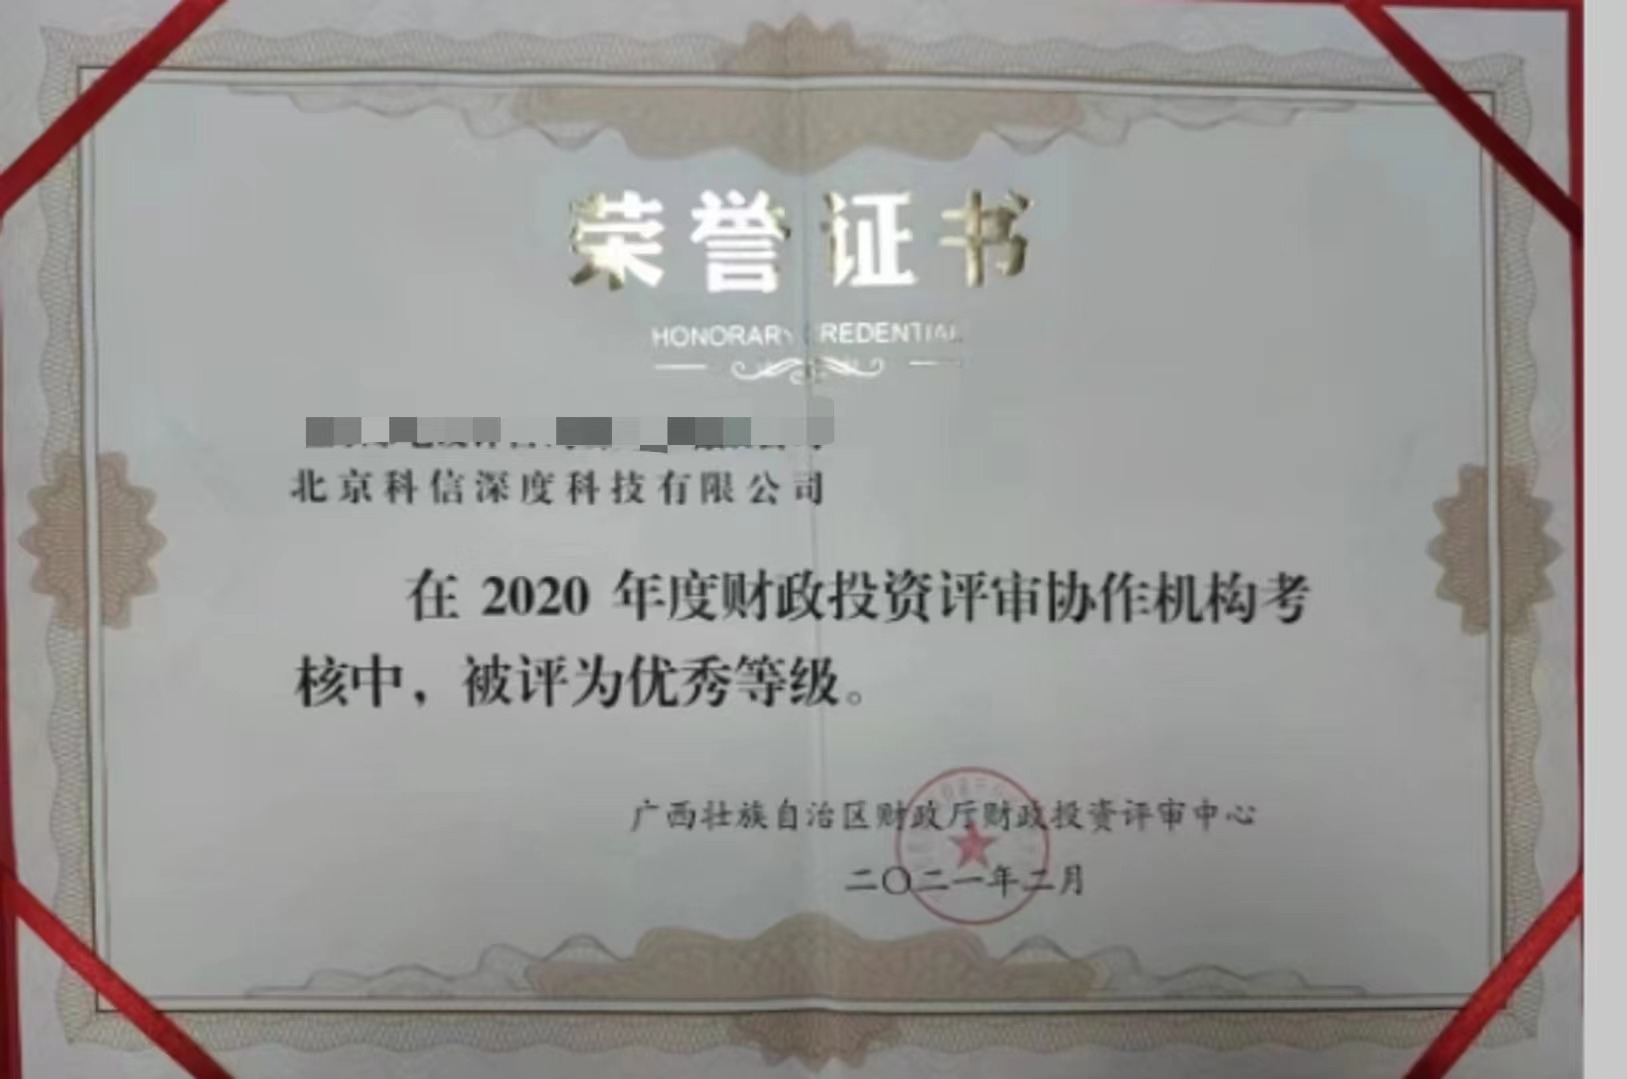 荣誉证书
HONORARY CREDENTIAL
北京科信深度科技有限公司
在 2020 年度财政投资评审协作机构考
核中，被评为优秀等级。
广西壮族自治区财政厅财政投资评审中心
二〇二一年二月